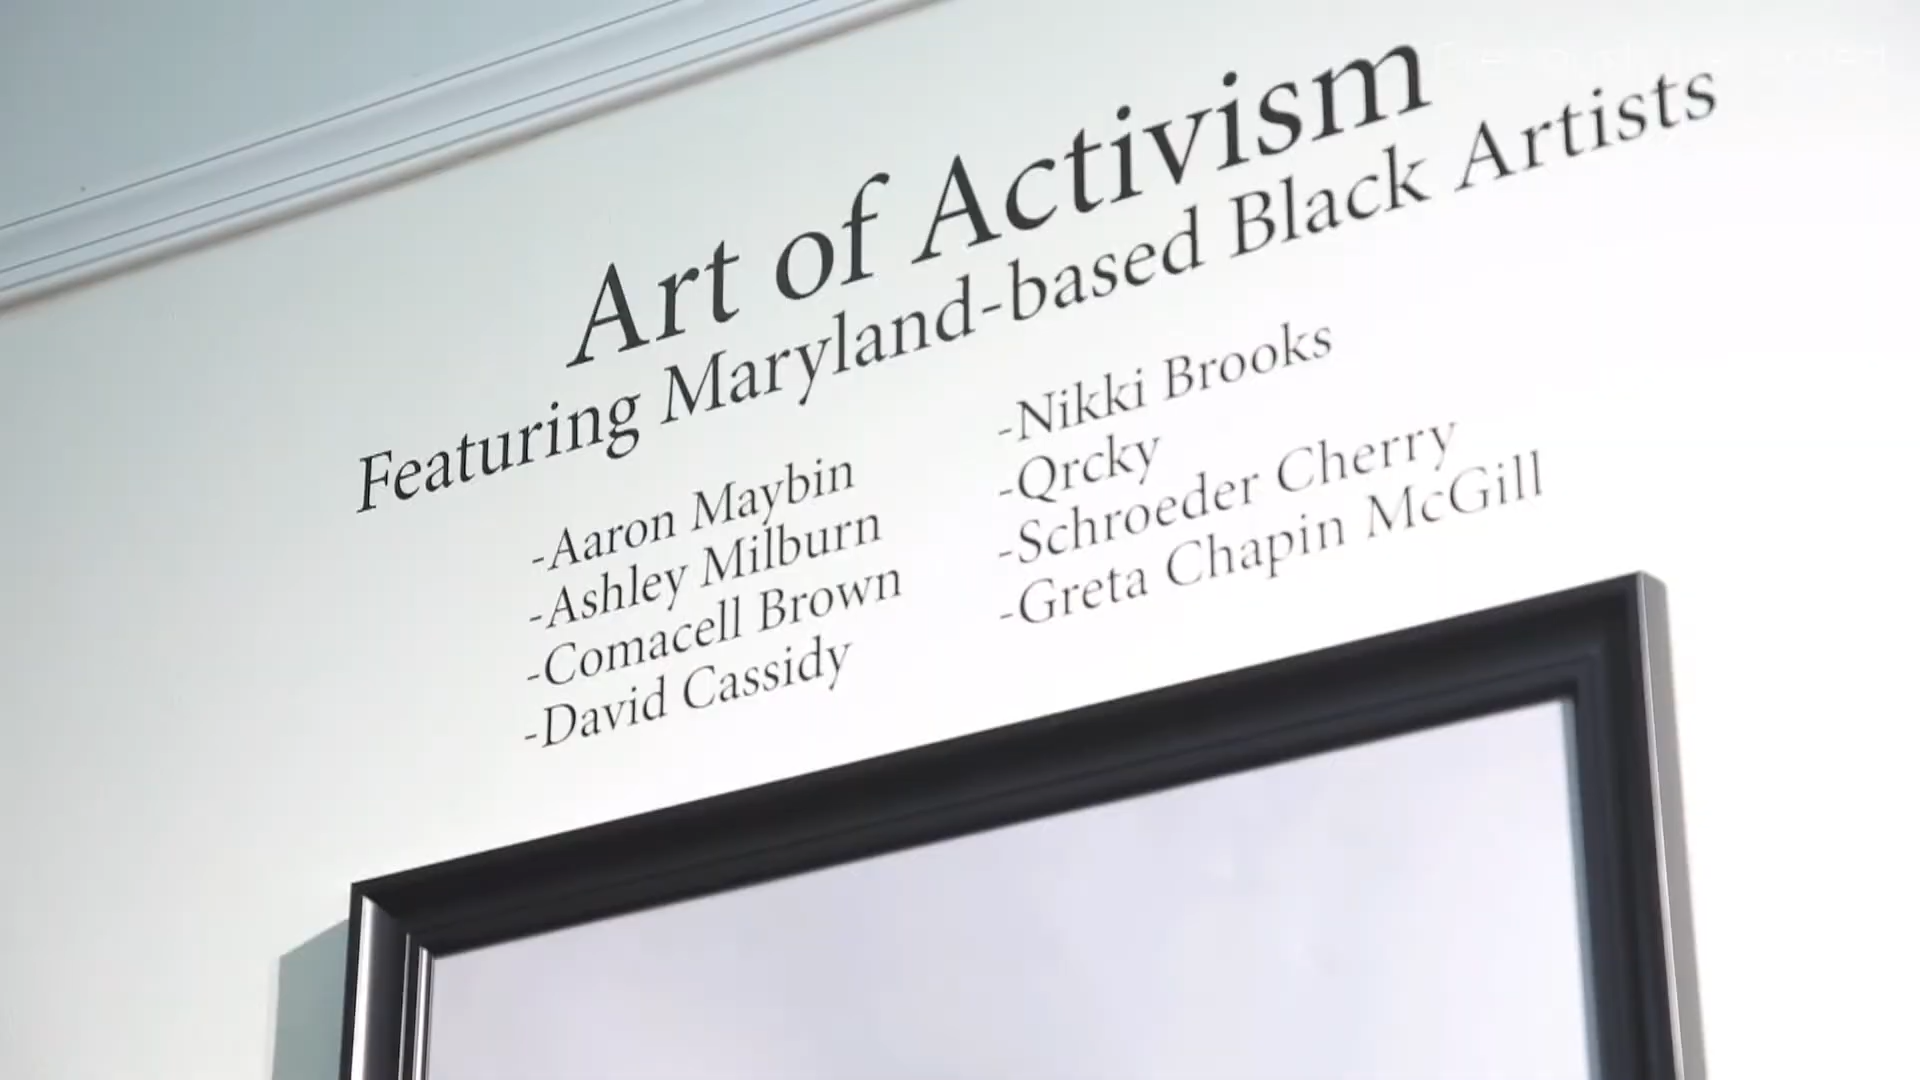 Art of Activism
Featuring Maryland-based Black Artists
-Aaron Maybin
-Ashley Milburn
-Comacell Brown
-David Cassidy
-Nikki Brooks
-Qrcky
-Schroeder Cherry
-Greta Chapin McGill